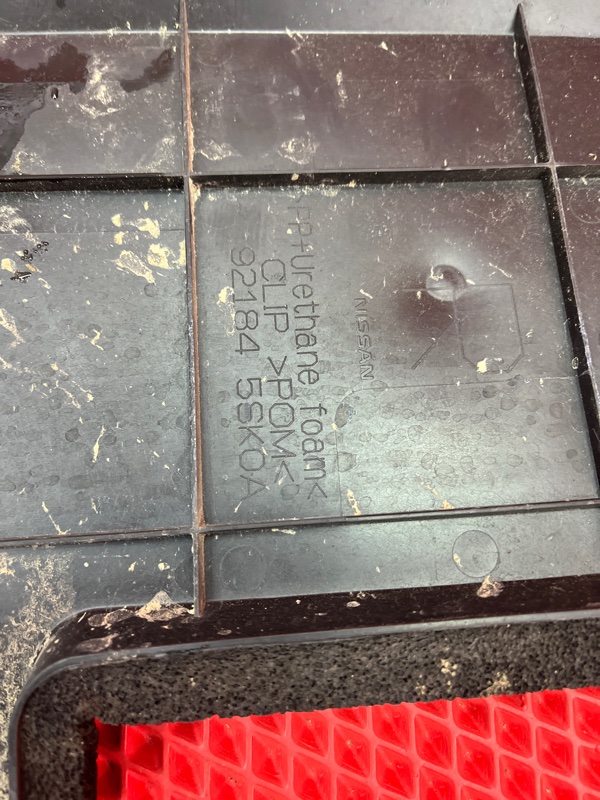 >PP+urethane foam<
CLIP >POM<
92184 5SK0A
NISSAN